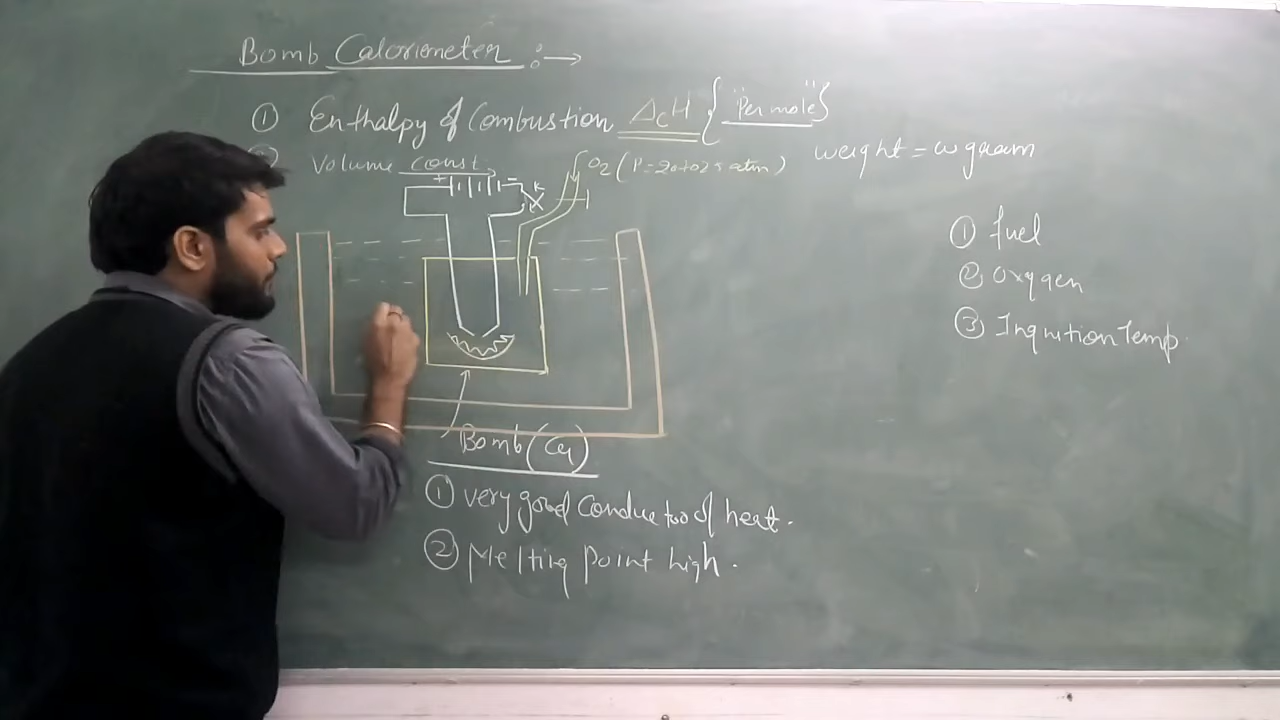 Bomb Calorimeter :→
① Enthalpy of Combustion ΔcH {"Per mole"}
Volume const.
O2 (P=20 to 25 atm)
weight = w gram
+ −
K
① fuel
② Oxygen
③ Ingnition Temp.
Bomb (Cu)
① very good conductor of heat.
② Melting point high.